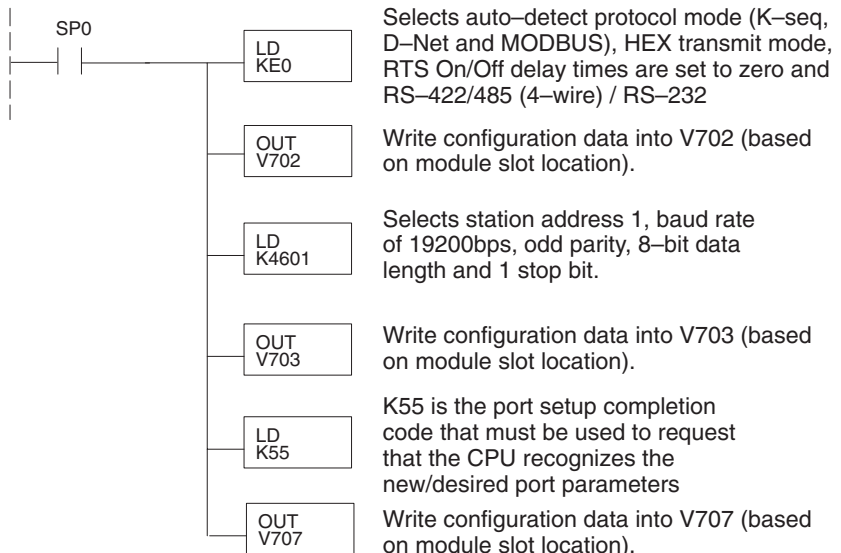 SP0
LD
KE0
Selects auto–detect protocol mode (K–seq,
D–Net and MODBUS), HEX transmit mode,
RTS On/Off delay times are set to zero and
RS–422/485 (4–wire) / RS–232
OUT
V702
Write configuration data into V702 (based
on module slot location).
LD
K4601
Selects station address 1, baud rate
of 19200bps, odd parity, 8–bit data
length and 1 stop bit.
OUT
V703
Write configuration data into V703 (based
on module slot location).
LD
K55
K55 is the port setup completion
code that must be used to request
that the CPU recognizes the
new/desired port parameters
OUT
V707
Write configuration data into V707 (based
on module slot location).